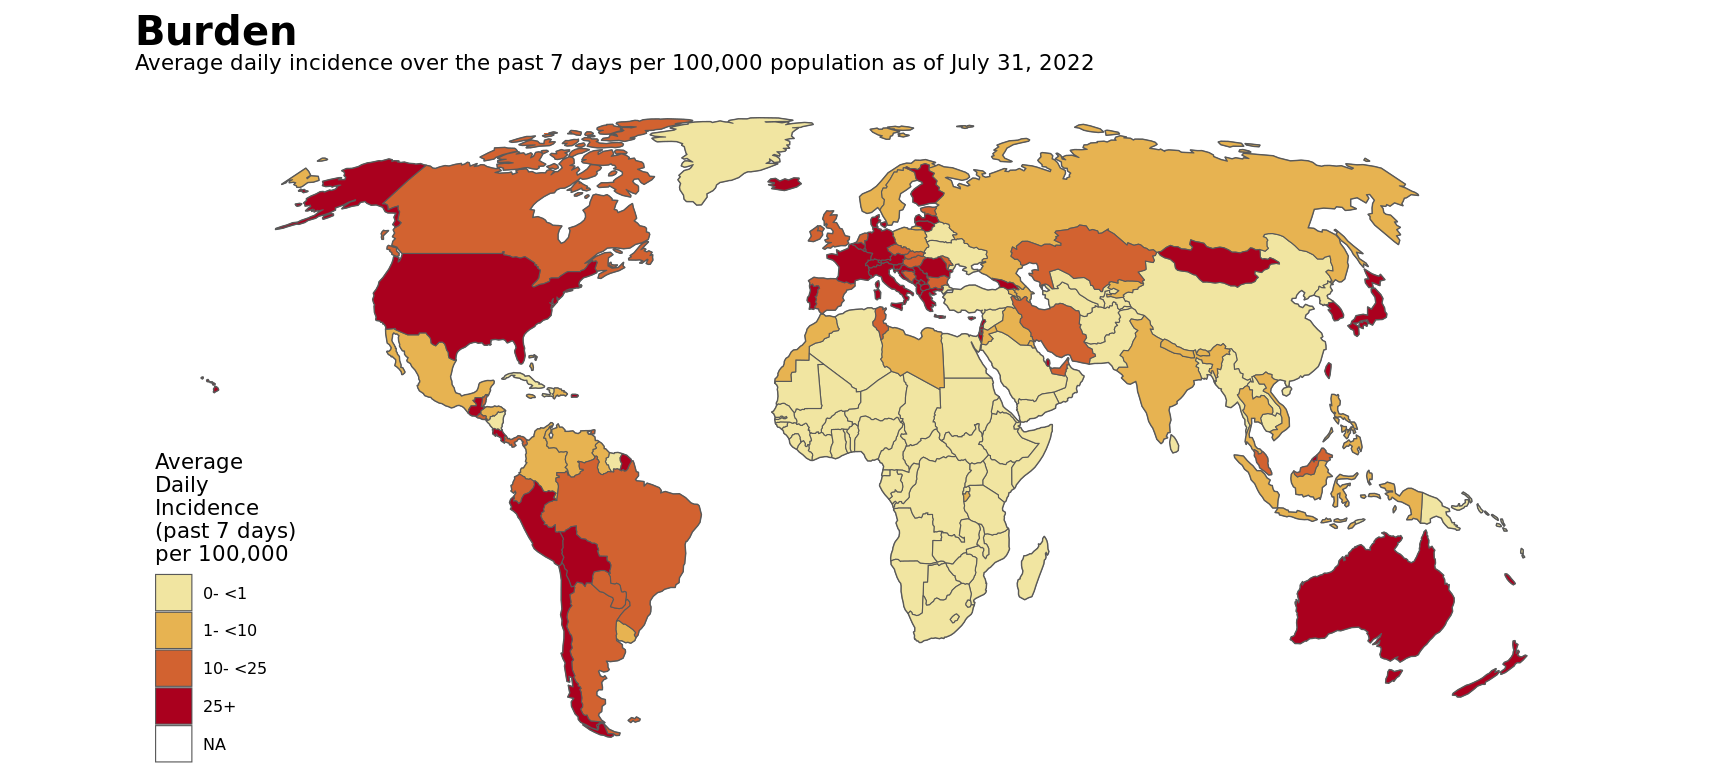 Burden
Average daily incidence over the past 7 days per 100,000 population as of July 31, 2022
Average
Daily
Incidence
(past 7 days)
per 100,000
0- <1
1- <10
10- <25
25+
NA